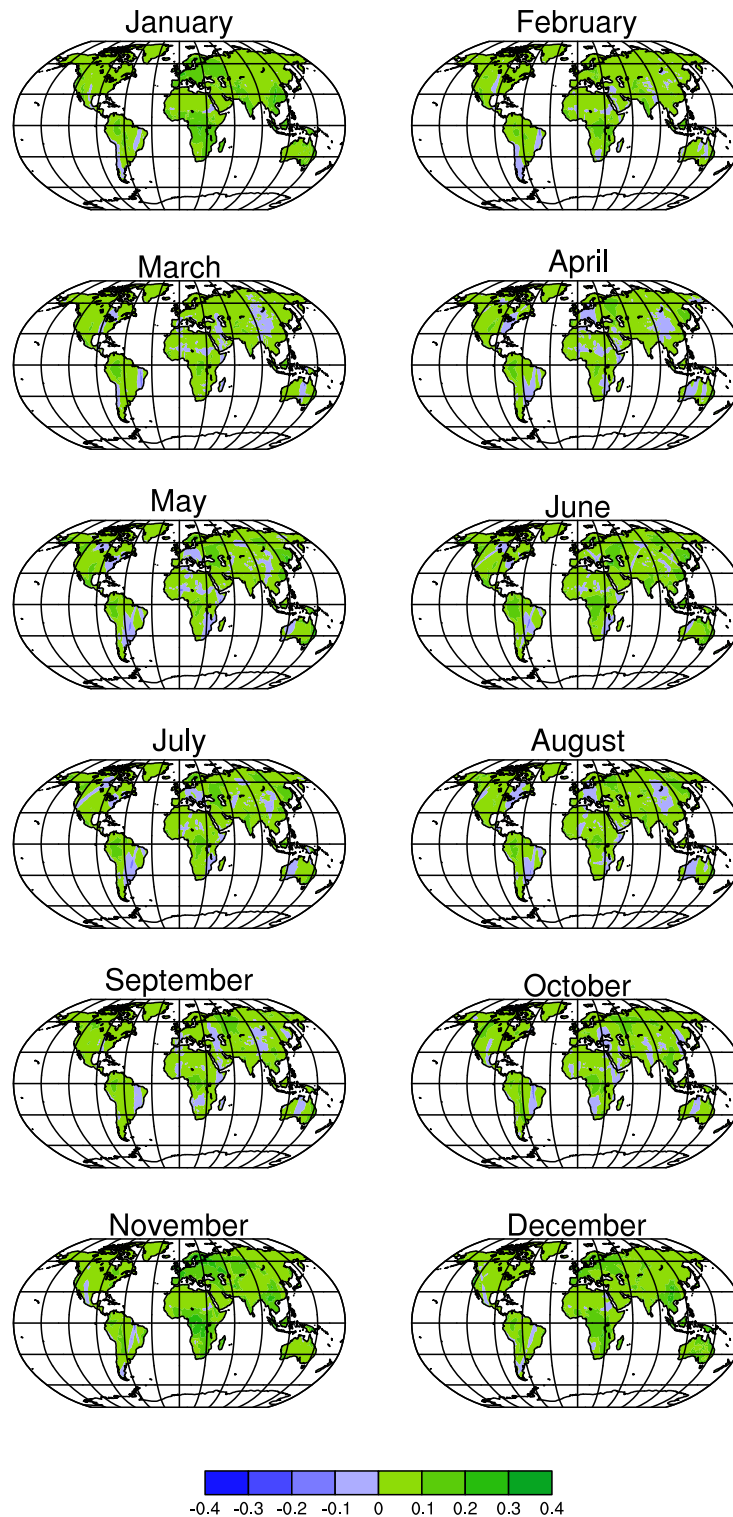 January
February
March
April
May
June
July
August
September
October
November
December
-0.4 -0.3 -0.2 -0.1 0 0.1 0.2 0.3 0.4